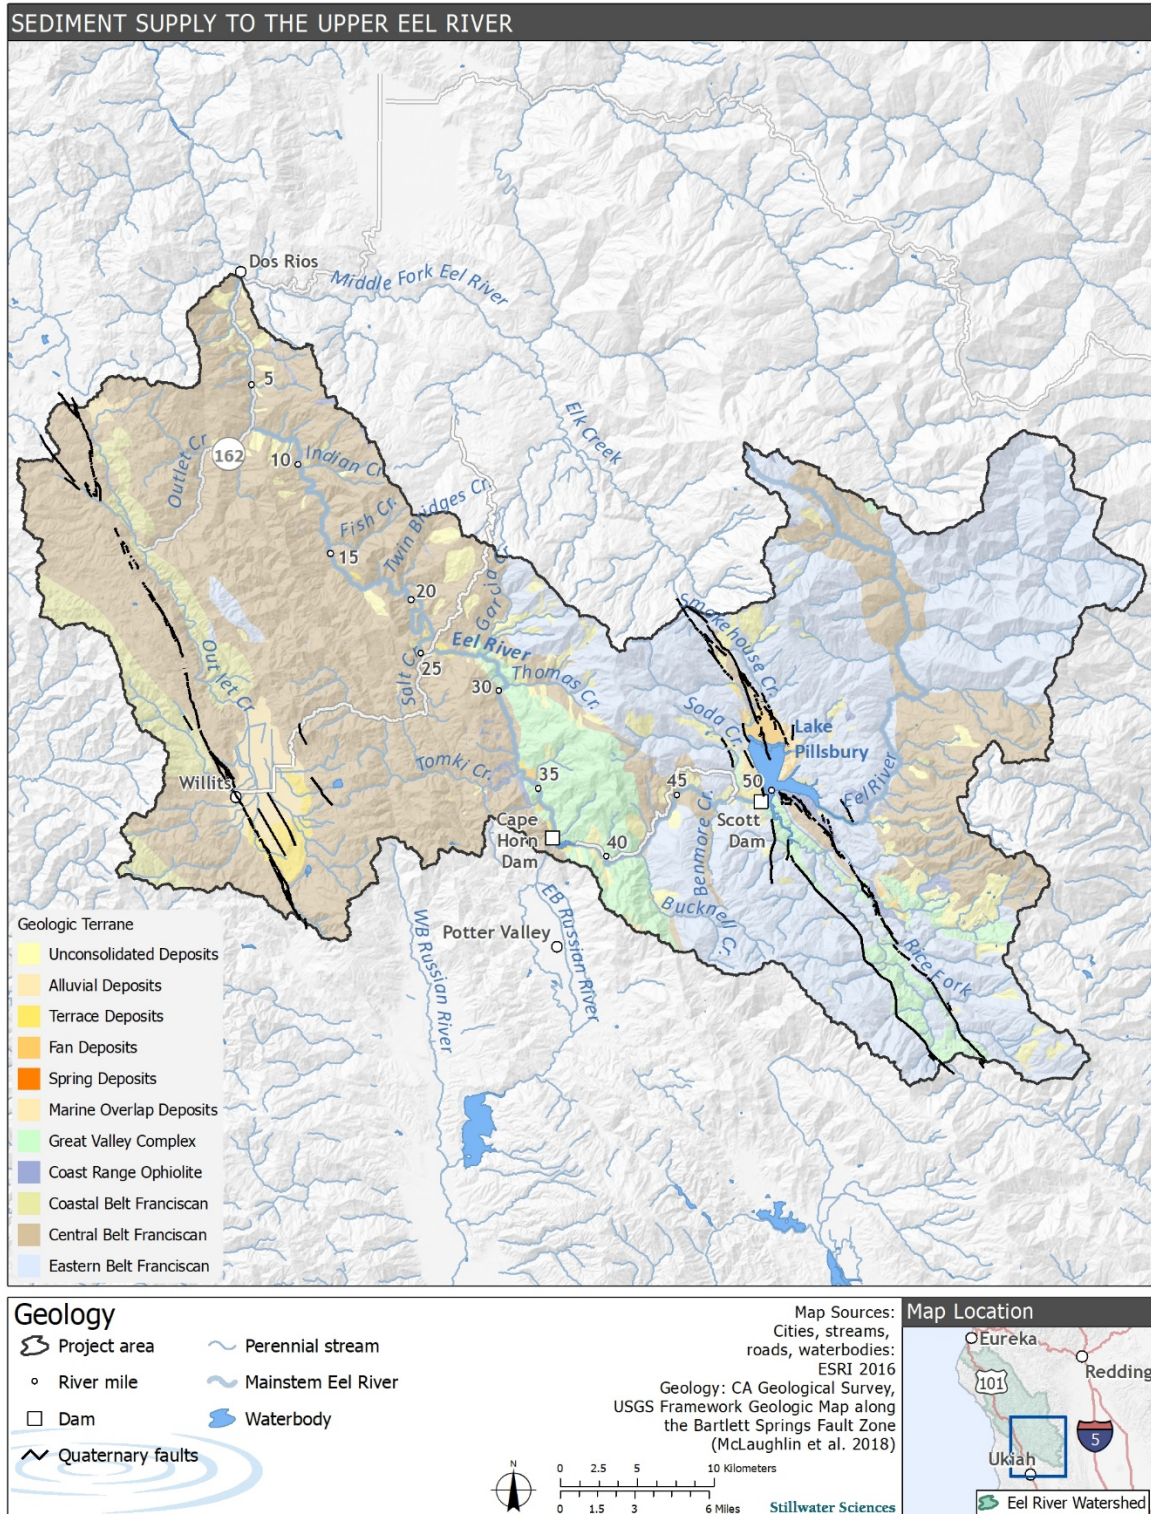 SEDIMENT SUPPLY TO THE UPPER EEL RIVER
Dos Rios
Middle Fork Eel River
5
Elk Creek
Outlet Cr.
162
10
Indian Cr.
Fish Cr.
Twin Bridges Cr.
15
20
Garcia Cr.
Smokehouse Cr.
Eel River
Outlet Cr.
Salt Cr.
25
Thomas Cr.
30
Soda Cr.
Lake
Pillsbury
Tomki Cr.
35
45
50
Eel River
Willits
Cape
Horn
Dam
Scott
Dam
40
Benmore Cr.
Bucknell Cr.
WB Russian River
EB Russian River
Potter Valley
Rice Fork
Geologic Terrane
Unconsolidated Deposits
Alluvial Deposits
Terrace Deposits
Fan Deposits
Spring Deposits
Marine Overlap Deposits
Great Valley Complex
Coast Range Ophiolite
Coastal Belt Franciscan
Central Belt Franciscan
Eastern Belt Franciscan
Geology
Project area
River mile
Dam
Quaternary faults
Perennial stream
Mainstem Eel River
Waterbody
Map Sources:
Cities, streams,
roads, waterbodies:
ESRI 2016
Geology: CA Geological Survey,
USGS Framework Geologic Map along
the Bartlett Springs Fault Zone
(McLaughlin et al. 2018)
N
0 2.5 5 10 Kilometers
0 1.5 3 6 Miles
Stillwater Sciences
Map Location
Eureka
Redding
101
5
Ukiah
Eel River Watershed